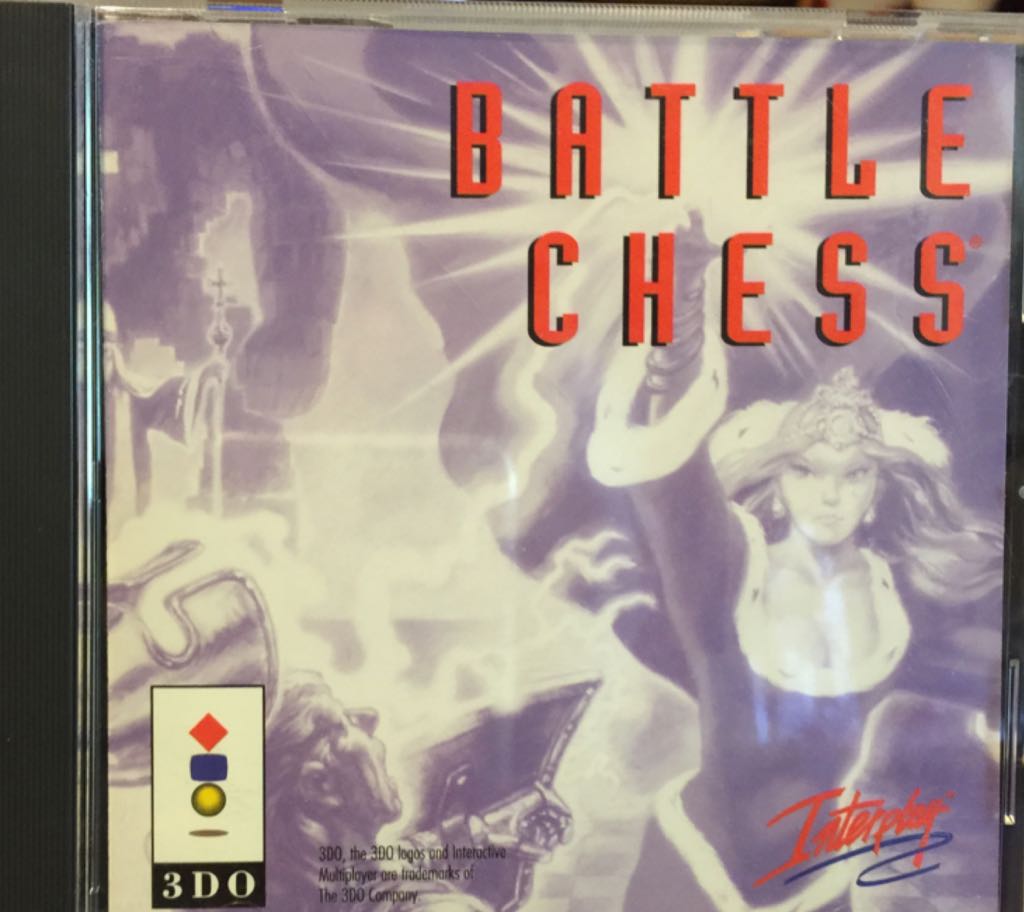 BATTLE
CHESS®
Interplay
3DO, the 3DO logos and Interactive
Multiplayer are trademarks of
The 3DO Company.
3DO